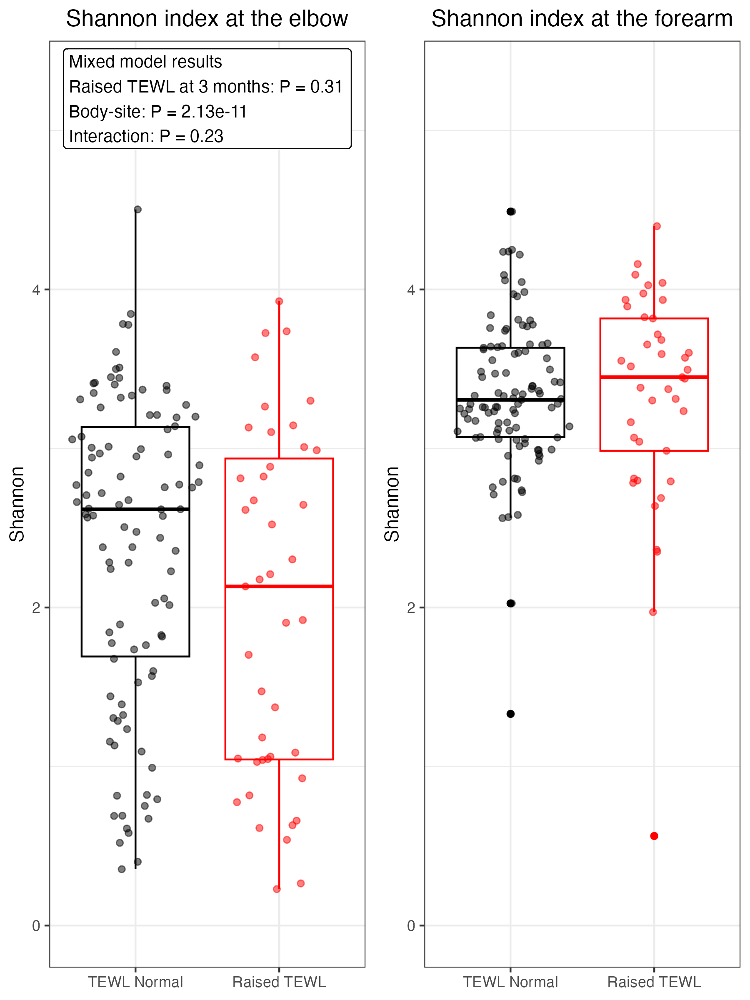 Shannon index at the elbow
Mixed model results
Raised TEWL at 3 months: P = 0.31
Body-site: P = 2.13e-11
Interaction: P = 0.23
Shannon
4
2
0
TEWL Normal
Raised TEWL
Shannon index at the forearm
Shannon
4
2
0
TEWL Normal
Raised TEWL